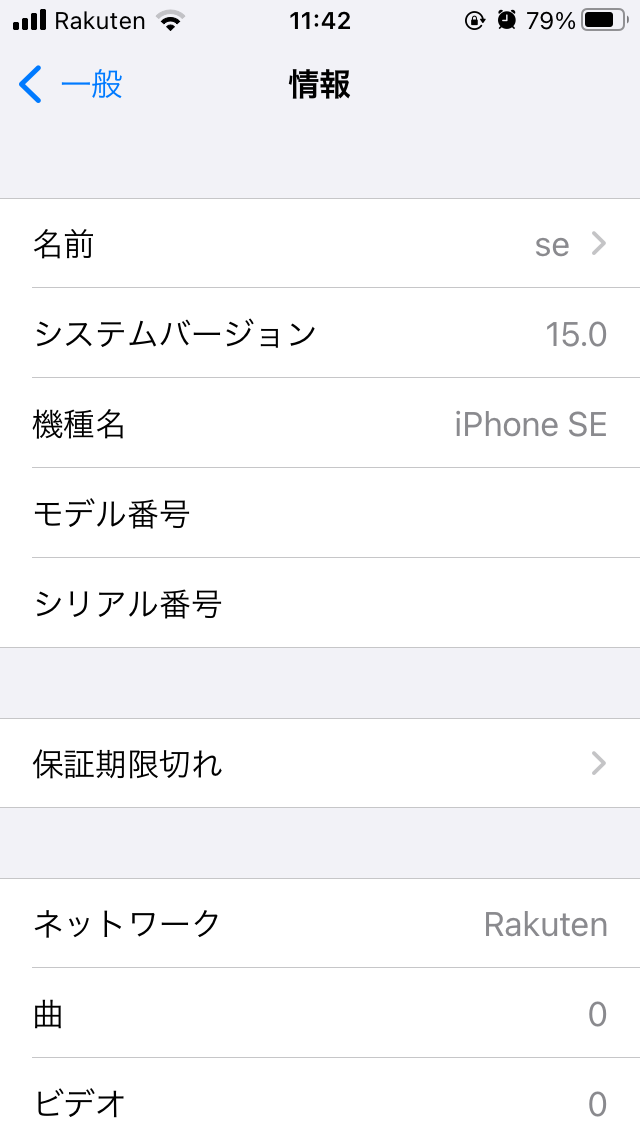 Rakuten 11:42 79%
一般 情報
名前 se
システムバージョン 15.0
機種名 iPhone SE
モデル番号
シリアル番号
保証期限切れ
ネットワーク Rakuten
曲 0
ビデオ 0